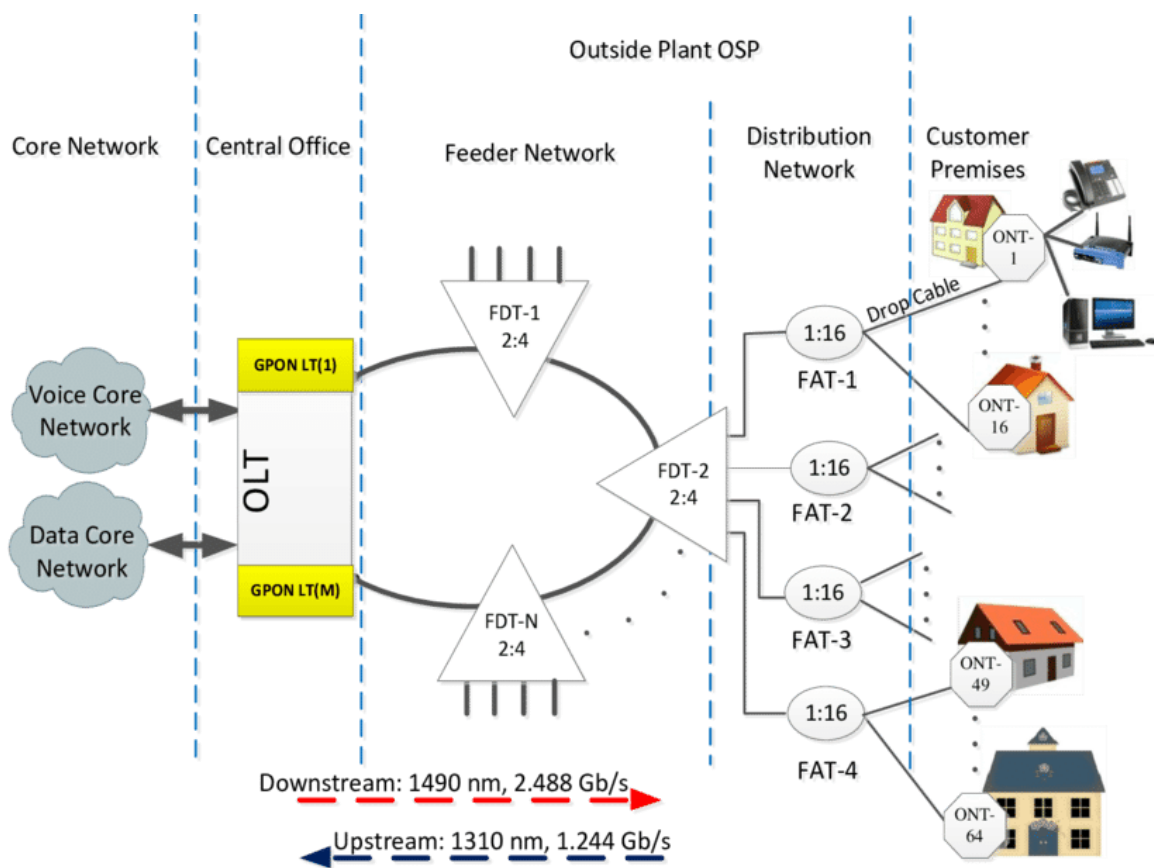 Outside Plant OSP
Core Network
Central Office
Feeder Network
Distribution
Network
Customer
Premises
ONT-
1
FDT-1
2:4
Drop Cable
1:16
FAT-1
GPON LT(1)
Voice Core
Network
ONT-
16
OLT
FDT-2
2:4
1:16
FAT-2
Data Core
Network
GPON LT(M)
1:16
FAT-3
FDT-N
2:4
ONT-
49
1:16
FAT-4
ONT-
64
Downstream: 1490 nm, 2.488 Gb/s
Upstream: 1310 nm, 1.244 Gb/s